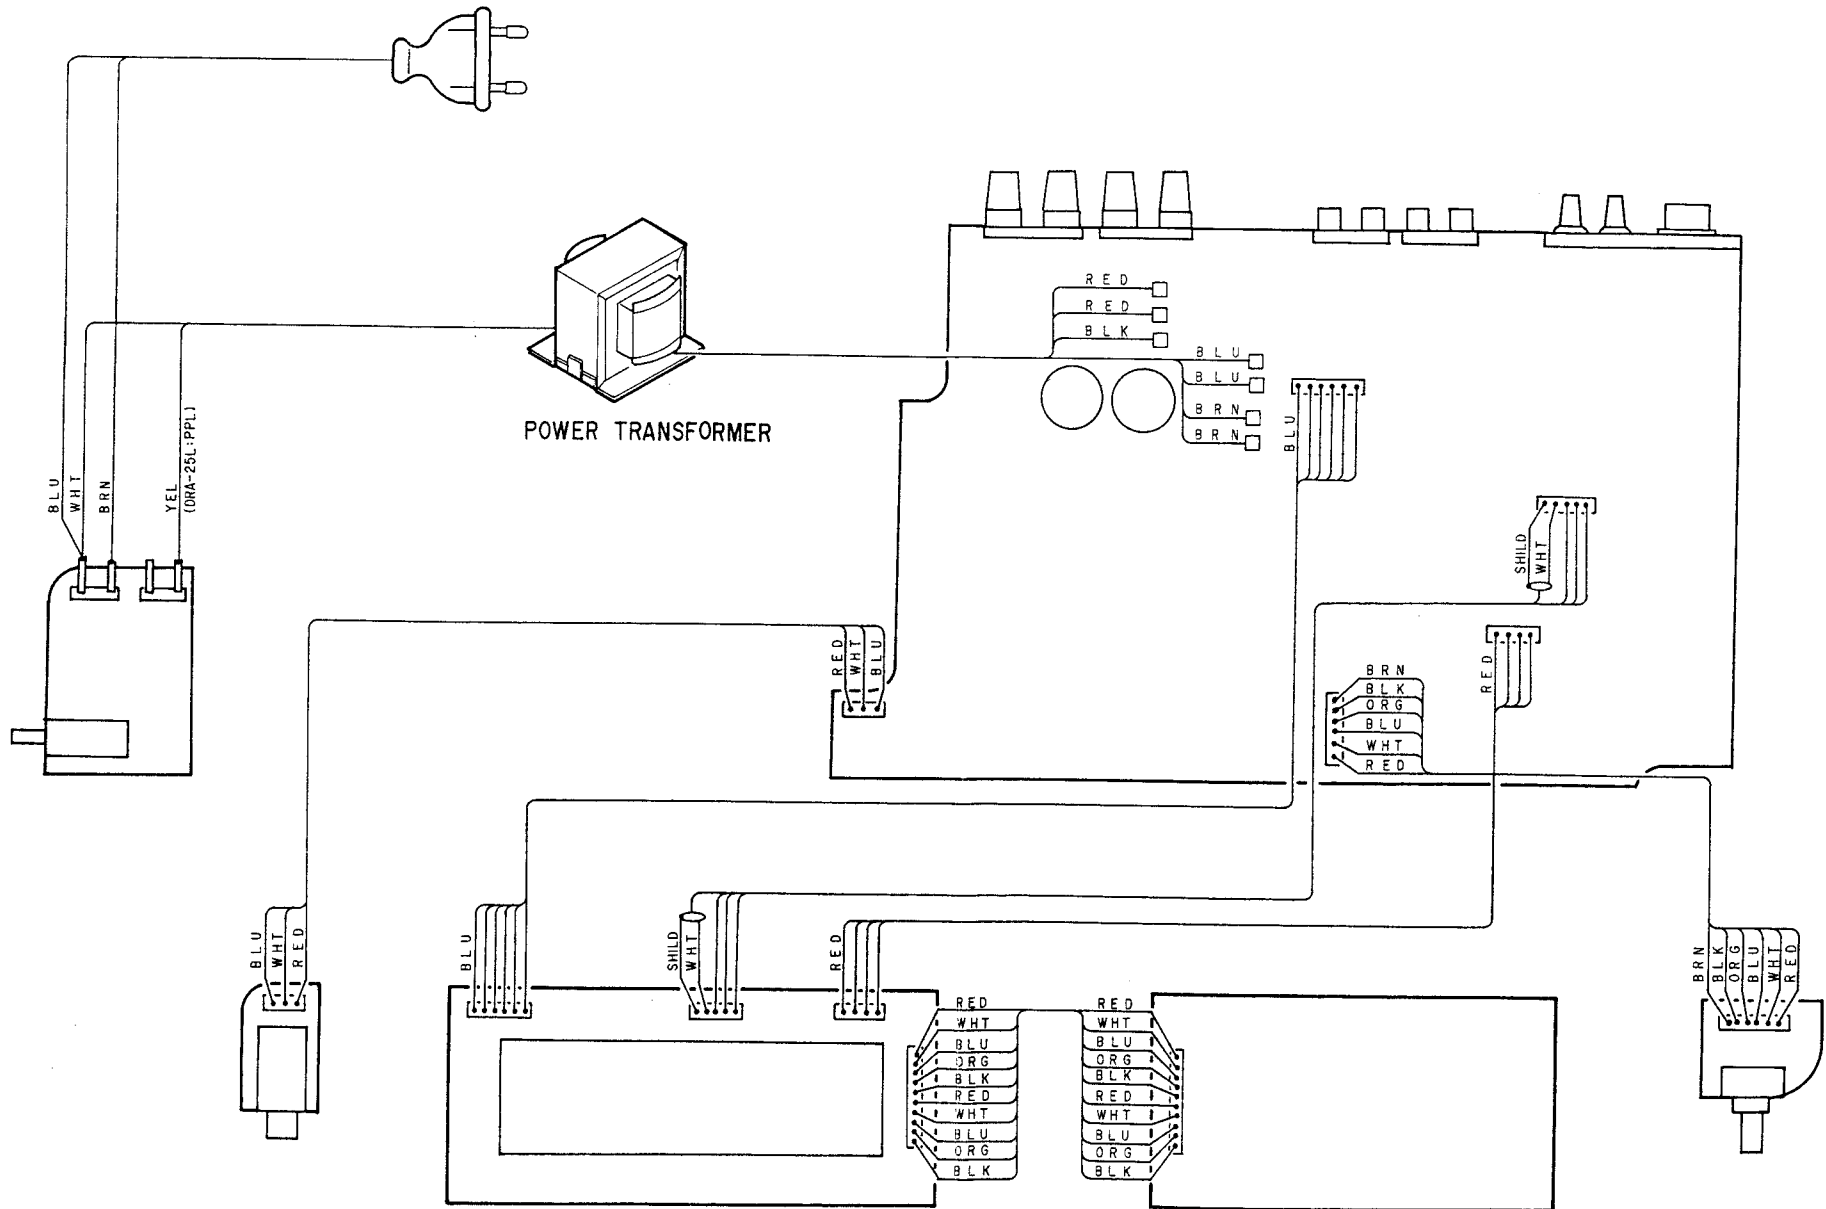 RED
RED
BLK
BLU
BLU
BRN
BRN
BLU
POWER TRANSFORMER
BLU
WHT
BRN
YEL
(DRA-25L:PPL)
SHILD
WHT
RED
WHT
BLU
RED
BRN
BLK
ORG
BLU
WHT
RED
BLU
WHT
RED
BLU
SHILD
WHT
RED
BRN
BLK
ORG
BLU
WHT
RED
RED
WHT
BLU
ORG
BLK
RED
WHT
BLU
ORG
BLK
RED
WHT
BLU
ORG
BLK
RED
WHT
BLU
ORG
BLK